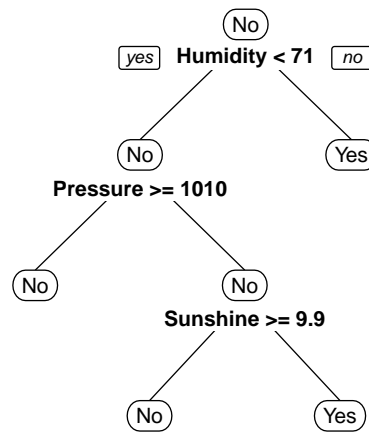 No
yes Humidity < 71 no
No Yes
Pressure >= 1010
No No
Sunshine >= 9.9
No Yes